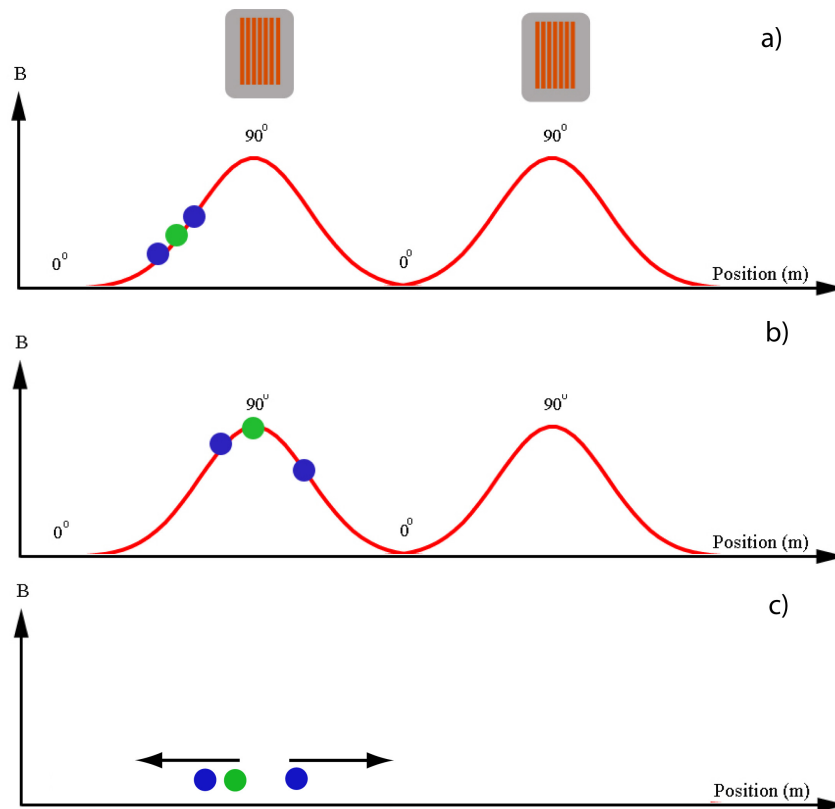 a)
B
90⁰ 90⁰
0⁰ 0⁰
Position (m)
b)
B
90⁰ 90⁰
0⁰ 0⁰
Position (m)
c)
B
Position (m)